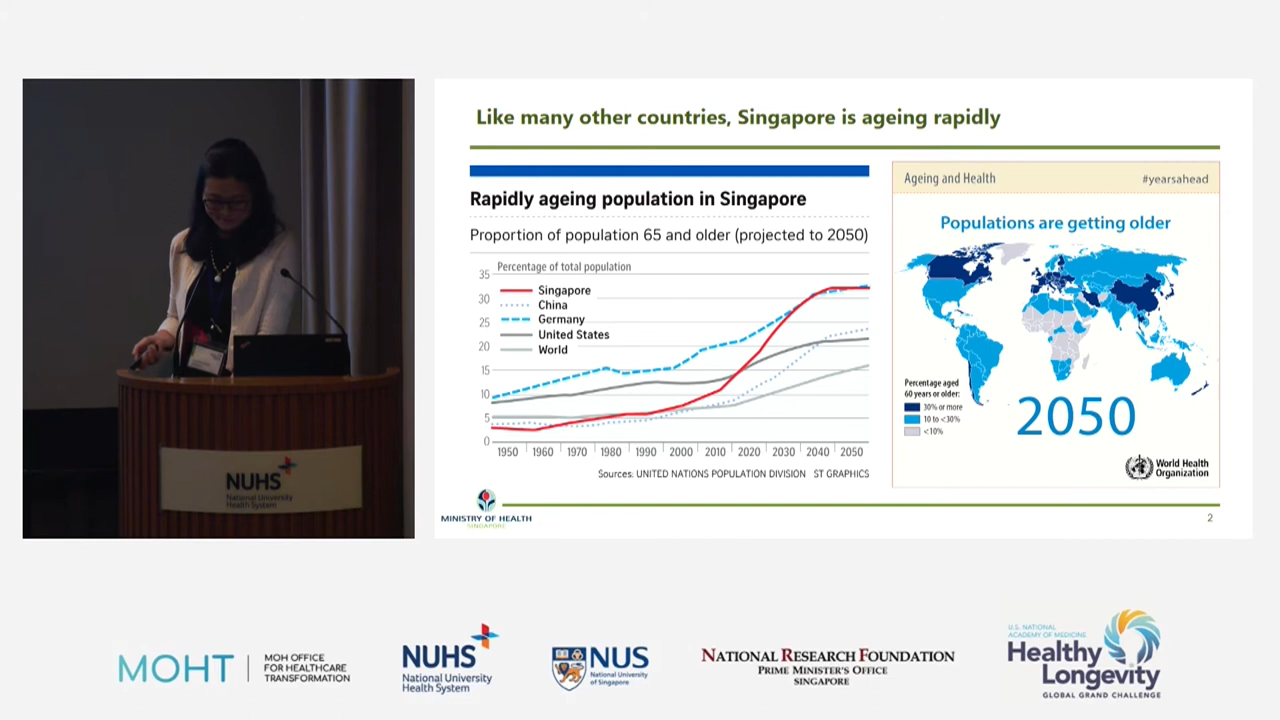 Like many other countries, Singapore is ageing rapidly
Rapidly ageing population in Singapore
Proportion of population 65 and older (projected to 2050)
Percentage of total population
35
30
25
20
15
10
5
0
Singapore
China
Germany
United States
World
1950 1960 1970 1980 1990 2000 2010 2020 2030 2040 2050
Sources: UNITED NATIONS POPULATION DIVISION ST GRAPHICS
Ageing and Health #yearsahead
Populations are getting older
Percentage aged
60 years or older:
30% or more
10 to <30%
<10%
2050
World Health
Organization
MINISTRY OF HEALTH
SINGAPORE
2
NUHS
National University
Health System
MOHT
MOH OFFICE
FOR HEALTHCARE
TRANSFORMATION
NUHS
National University
Health System
NUS
National University
of Singapore
NATIONAL RESEARCH FOUNDATION
PRIME MINISTER'S OFFICE
SINGAPORE
U.S. NATIONAL
ACADEMY OF MEDICINE
Healthy
Longevity
GLOBAL GRAND CHALLENGE